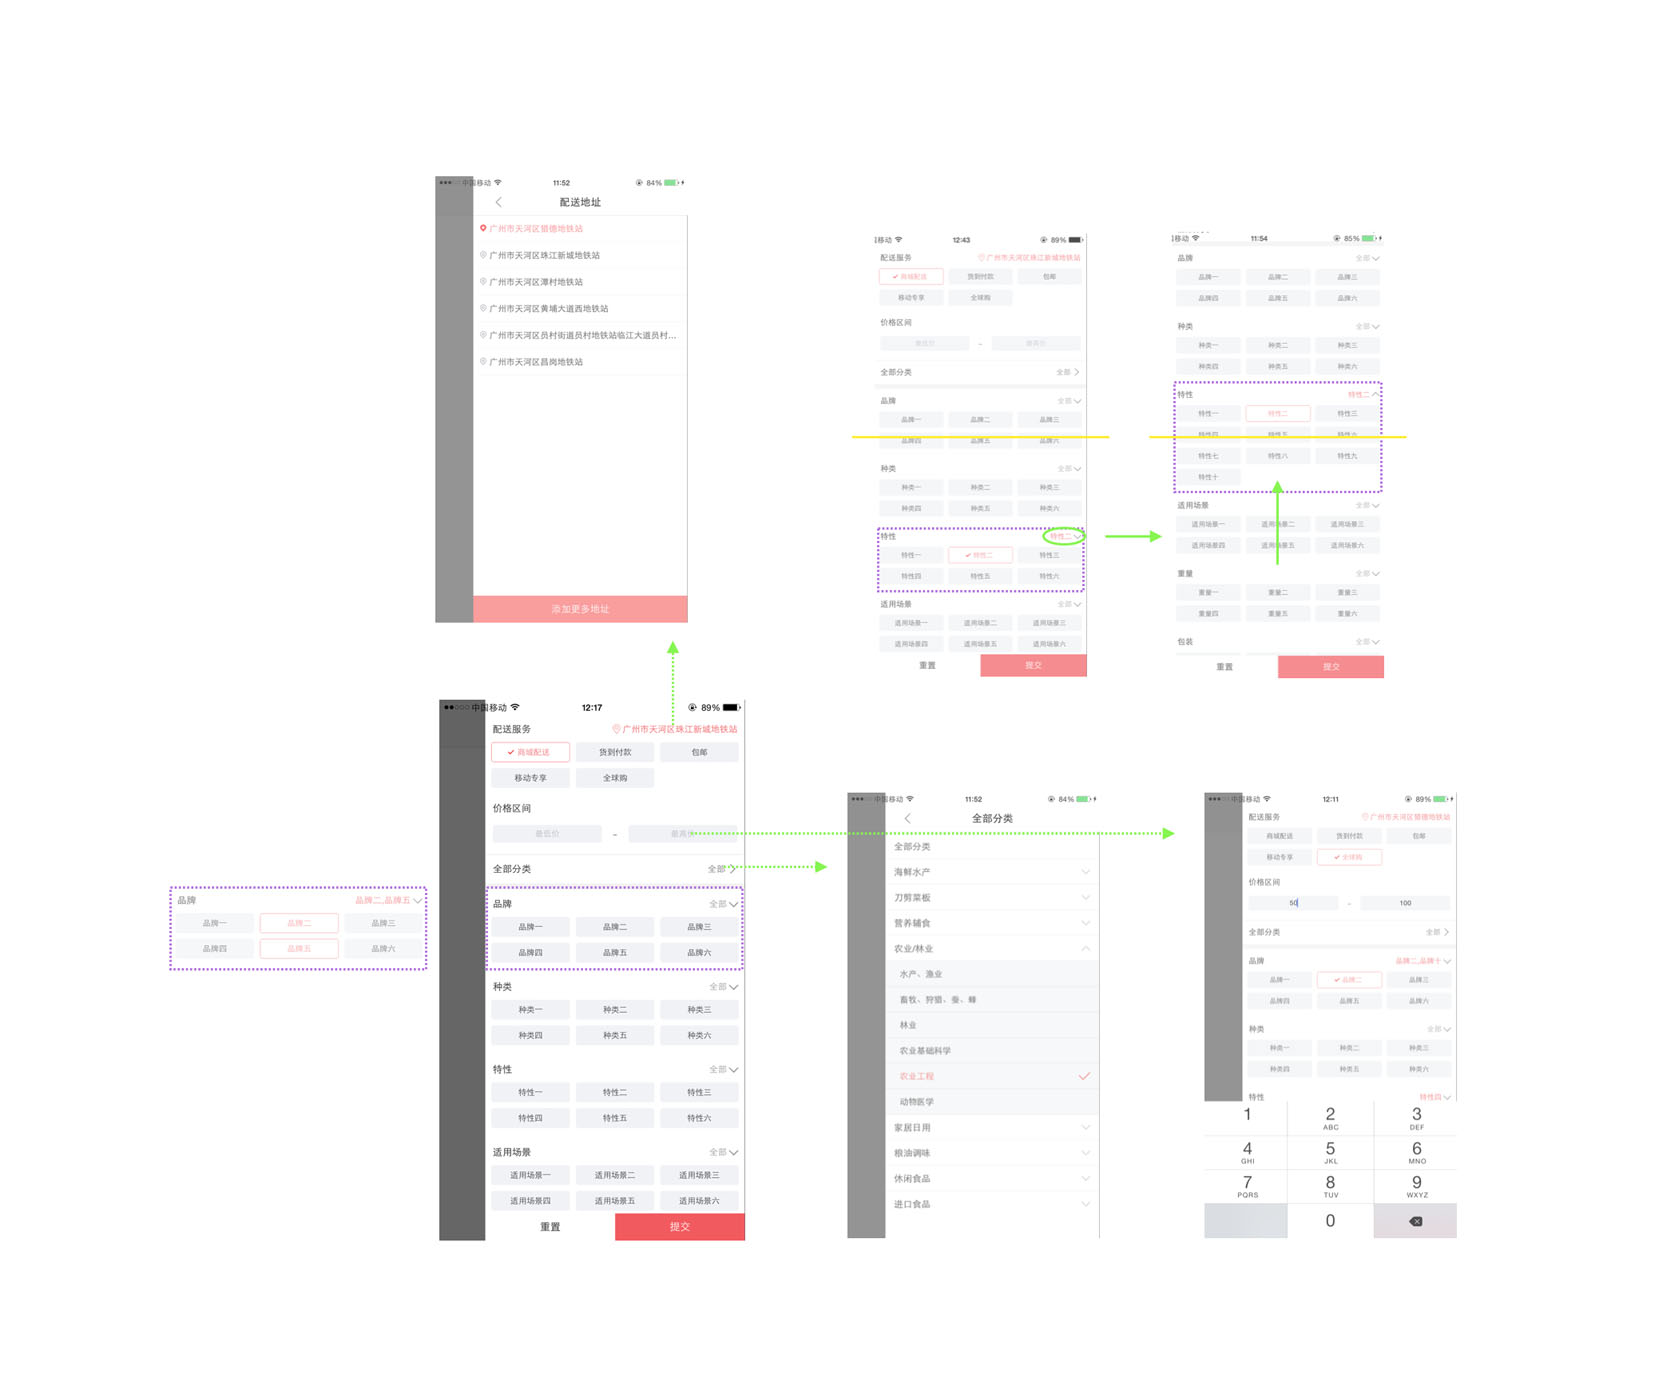 中国移动 11:52 84%
配送地址
广州市天河区猎德地铁站
广州市天河区珠江新城地铁站
广州市天河区潭村地铁站
广州市天河区黄埔大道西地铁站
广州市天河区员村街道员村地铁站临江大道员村...
广州市天河区昌岗地铁站
添加更多地址
国移动 12:43 89%
配送服务 广州市天河区珠江新城地铁站
商城配送 货到付款 包邮
移动专享 全球购
价格区间
最低价 - 最高价
全部分类 全部
品牌 全部
品牌一 品牌二 品牌三
品牌四 品牌五 品牌六
种类 全部
种类一 种类二 种类三
种类四 种类五 种类六
特性 特性二
特性一 特性二 特性三
特性四 特性五 特性六
适用场景 全部
适用场景一 适用场景二 适用场景三
适用场景四 适用场景五 适用场景六
重置 提交
国移动 11:54 85%
品牌 全部
品牌一 品牌二 品牌三
品牌四 品牌五 品牌六
种类 全部
种类一 种类二 种类三
种类四 种类五 种类六
特性 特性二
特性一 特性二 特性三
特性四 特性五 特性六
特性七 特性八 特性九
特性十
适用场景 全部
适用场景一 适用场景二 适用场景三
适用场景四 适用场景五 适用场景六
重量 全部
重量一 重量二 重量三
重量四 重量五 重量六
包装 全部
重置 提交
品牌 品牌二,品牌五
品牌一 品牌二 品牌三
品牌四 品牌五 品牌六
中国移动 12:17 89%
配送服务 广州市天河区珠江新城地铁站
商城配送 货到付款 包邮
移动专享 全球购
价格区间
最低价 - 最高价
全部分类 全部
品牌 全部
品牌一 品牌二 品牌三
品牌四 品牌五 品牌六
种类 全部
种类一 种类二 种类三
种类四 种类五 种类六
特性 全部
特性一 特性二 特性三
特性四 特性五 特性六
适用场景 全部
适用场景一 适用场景二 适用场景三
适用场景四 适用场景五 适用场景六
重置 提交
中国移动 11:52 84%
全部分类
全部分类
海鲜水产
刀剪菜板
营养辅食
农业/林业
水产、渔业
畜牧、狩猎、蚕、蜂
林业
农业基础科学
农业工程
动物医学
家居日用
粮油调味
休闲食品
进口食品
中国移动 12:11 89%
配送服务 广州市天河区猎德地铁站
商城配送 货到付款 包邮
移动专享 全球购
价格区间
50 - 100
全部分类 全部
品牌 品牌二,品牌十
品牌一 品牌二 品牌三
品牌四 品牌五 品牌六
种类 全部
种类一 种类二 种类三
种类四 种类五 种类六
特性 特性四
1 2 3
ABC DEF
4 5 6
GHI JKL MNO
7 8 9
PQRS TUV WXYZ
0